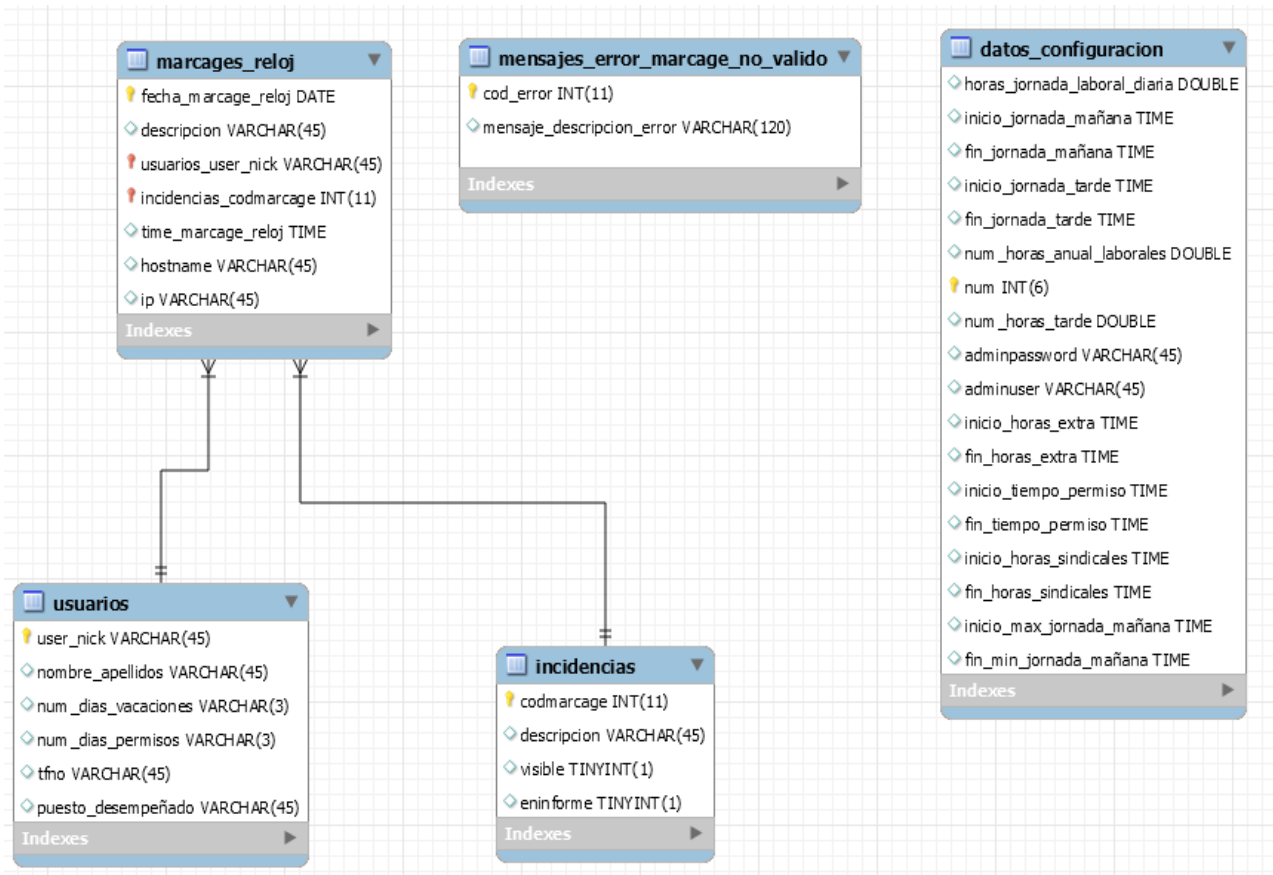 marcages_reloj
fecha_marcage_reloj DATE
descripcion VARCHAR(45)
usuarios_user_nick VARCHAR(45)
incidencias_codmarcage INT(11)
time_marcage_reloj TIME
hostname VARCHAR(45)
ip VARCHAR(45)
Indexes
mensajes_error_marcage_no_valido
cod_error INT(11)
mensaje_descripcion_error VARCHAR(120)
Indexes
datos_configuracion
horas_jornada_laboral_diaria DOUBLE
inicio_jornada_mañana TIME
fin_jornada_mañana TIME
inicio_jornada_tarde TIME
fin_jornada_tarde TIME
num_horas_anual_laborales DOUBLE
num INT(6)
num_horas_tarde DOUBLE
adminpassword VARCHAR(45)
adminuser VARCHAR(45)
inicio_horas_extra TIME
fin_horas_extra TIME
inicio_tiempo_permiso TIME
fin_tiempo_permiso TIME
inicio_horas_sindicales TIME
fin_horas_sindicales TIME
inicio_max_jornada_mañana TIME
fin_min_jornada_mañana TIME
Indexes
usuarios
user_nick VARCHAR(45)
nombre_apellidos VARCHAR(45)
num_dias_vacaciones VARCHAR(3)
num_dias_permisos VARCHAR(3)
tfno VARCHAR(45)
puesto_desempeñado VARCHAR(45)
Indexes
incidencias
codmarcage INT(11)
descripcion VARCHAR(45)
visible TINYINT(1)
eninforme TINYINT(1)
Indexes